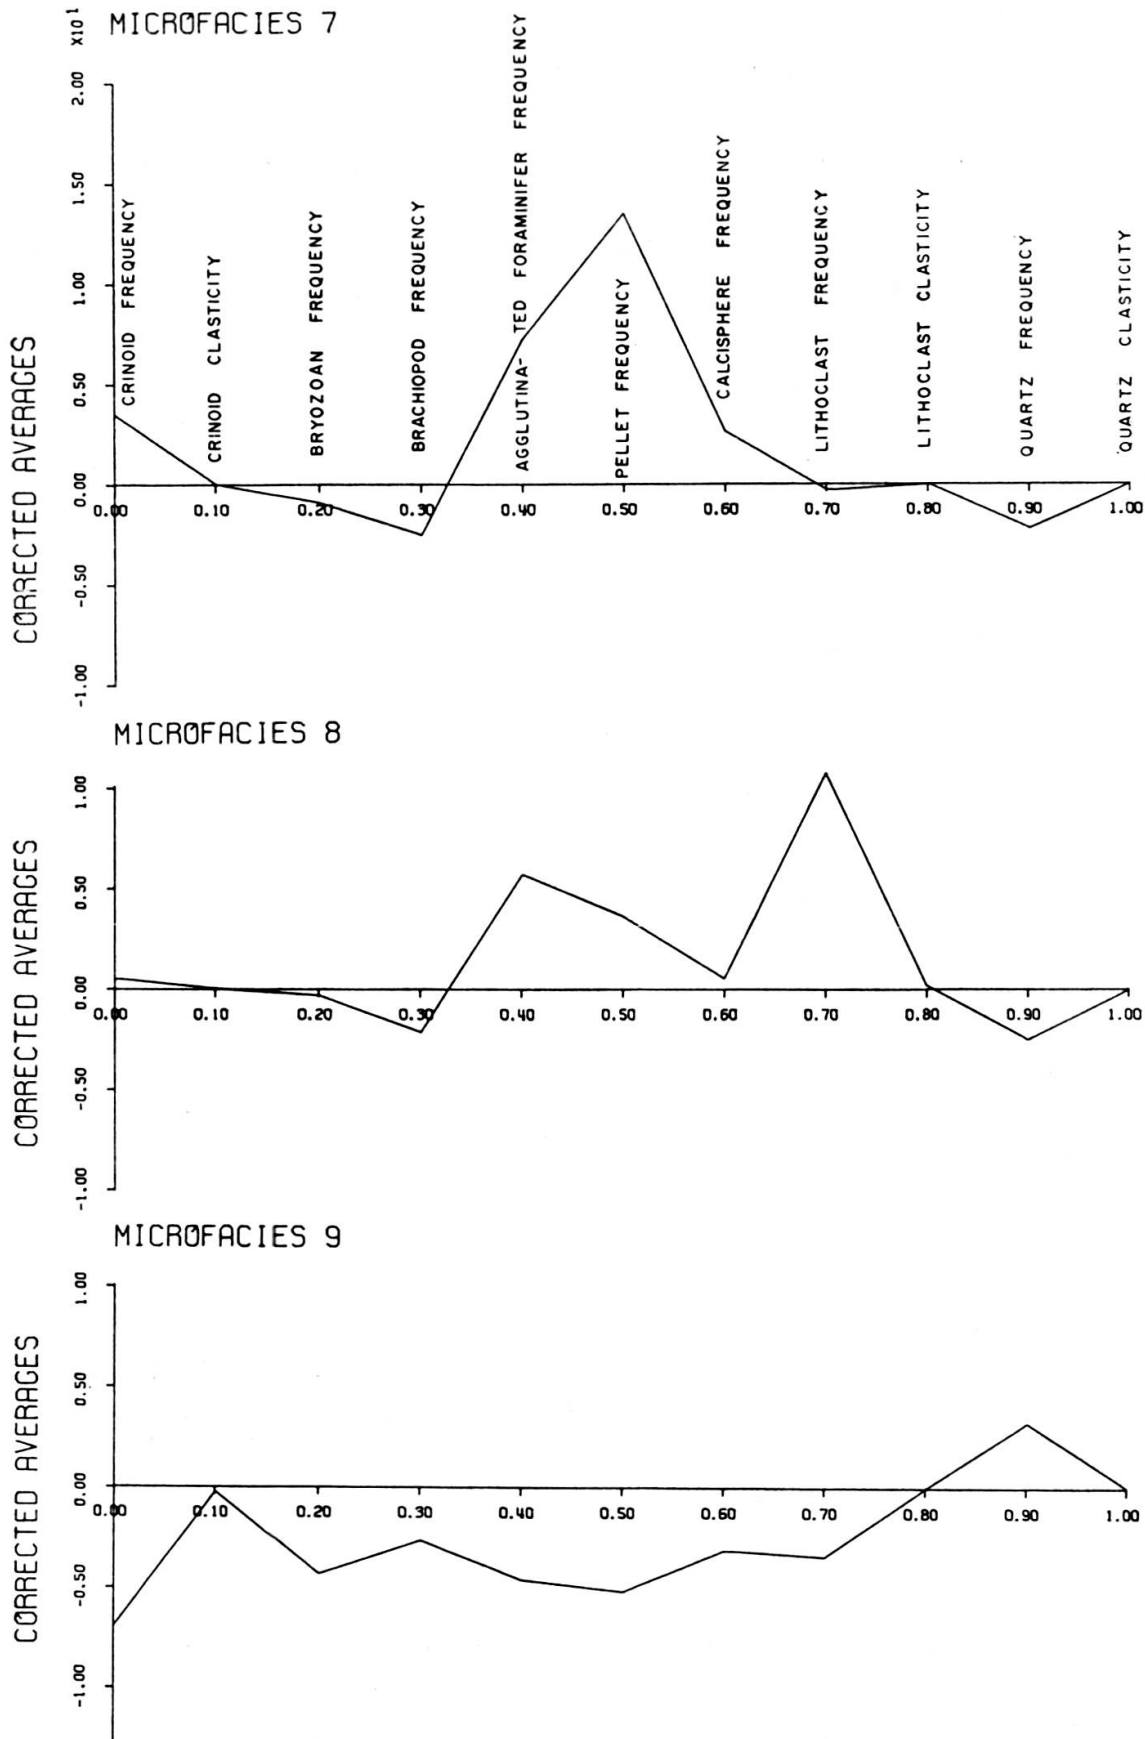 MICROFACIES 7
x10¹
2.00
1.50
1.00
0.50
0.00
-0.50
-1.00
CORRECTED AVERAGES
CRINOID FREQUENCY
CRINOID CLASTICITY
BRYOZOAN FREQUENCY
BRACHIOPOD FREQUENCY
AGGLUTINA- TED FORAMINIFER FREQUENCY
PELLET FREQUENCY
CALCISPHERE FREQUENCY
LITHOCLAST FREQUENCY
LITHOCLAST CLASTICITY
QUARTZ FREQUENCY
QUARTZ CLASTICITY
0.00 0.10 0.20 0.30 0.40 0.50 0.60 0.70 0.80 0.90 1.00
MICROFACIES 8
1.00
0.50
0.00
-0.50
-1.00
CORRECTED AVERAGES
0.00 0.10 0.20 0.30 0.40 0.50 0.60 0.70 0.80 0.90 1.00
MICROFACIES 9
1.00
0.50
0.00
-0.50
-1.00
CORRECTED AVERAGES
0.00 0.10 0.20 0.30 0.40 0.50 0.60 0.70 0.80 0.90 1.00